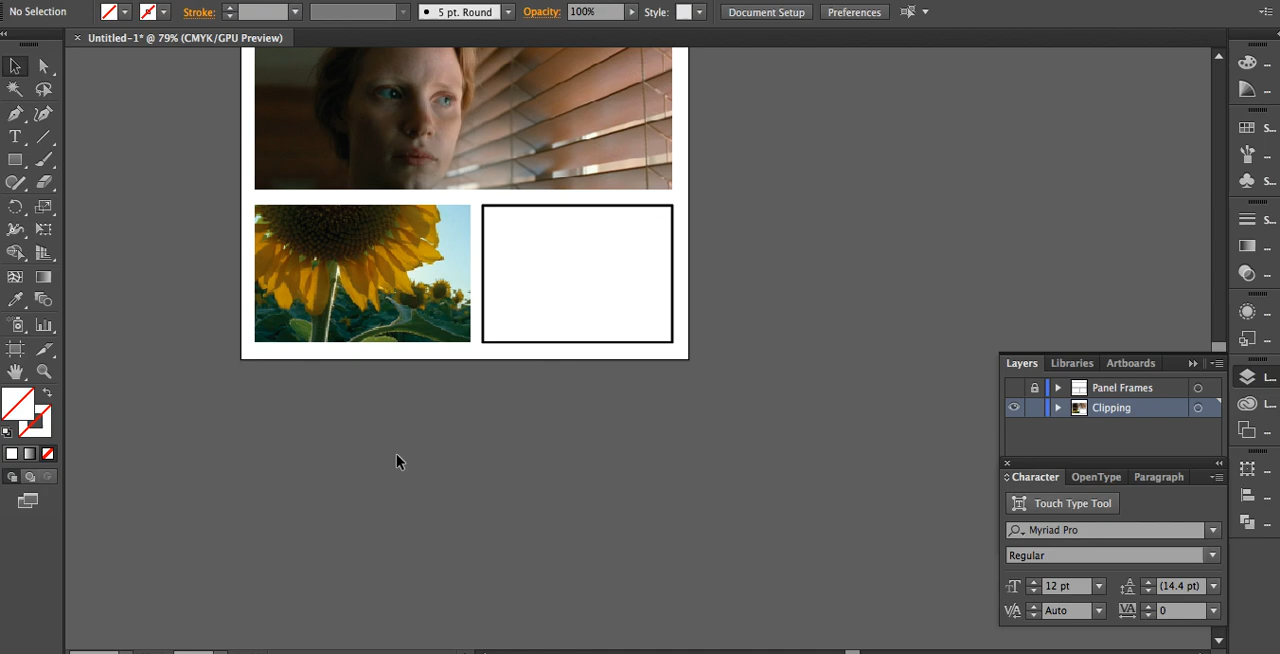 No Selection Stroke: 5 pt. Round Opacity: 100% Style: Document Setup Preferences
× Untitled-1* @ 79% (CMYK/GPU Preview)
S...
S...
S...
L...
L...
Layers Libraries Artboards
Panel Frames
Clipping
Character OpenType Paragraph
Touch Type Tool
Myriad Pro
Regular
12 pt (14.4 pt)
Auto 0